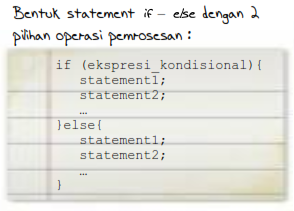 Bentuk statement if – else dengan 2
pilihan operasi pemrosesan :
if (ekspresi_kondisional){
statement1;
statement2;
…
}else{
statement1;
statement2;
…
}